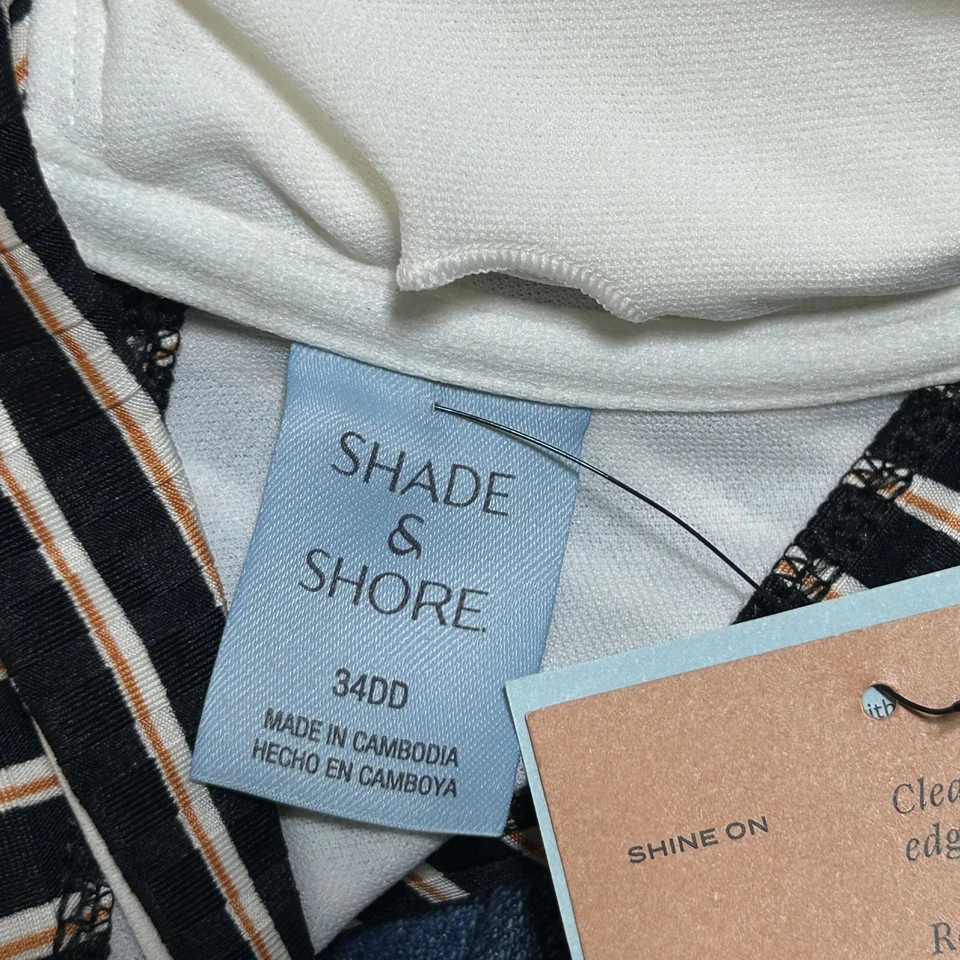 SHADE
&
SHORE.
34DD
MADE IN CAMBODIA
HECHO EN CAMBOYA
SHINE ON